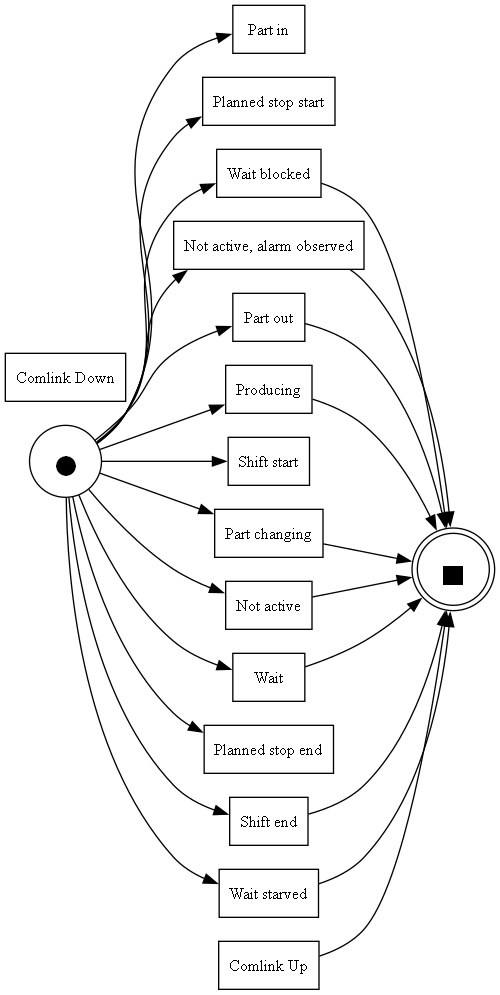 Part in
Planned stop start
Wait blocked
Not active, alarm observed
Part out
Comlink Down
Producing
Shift start
Part changing
Not active
Wait
Planned stop end
Shift end
Wait starved
Comlink Up